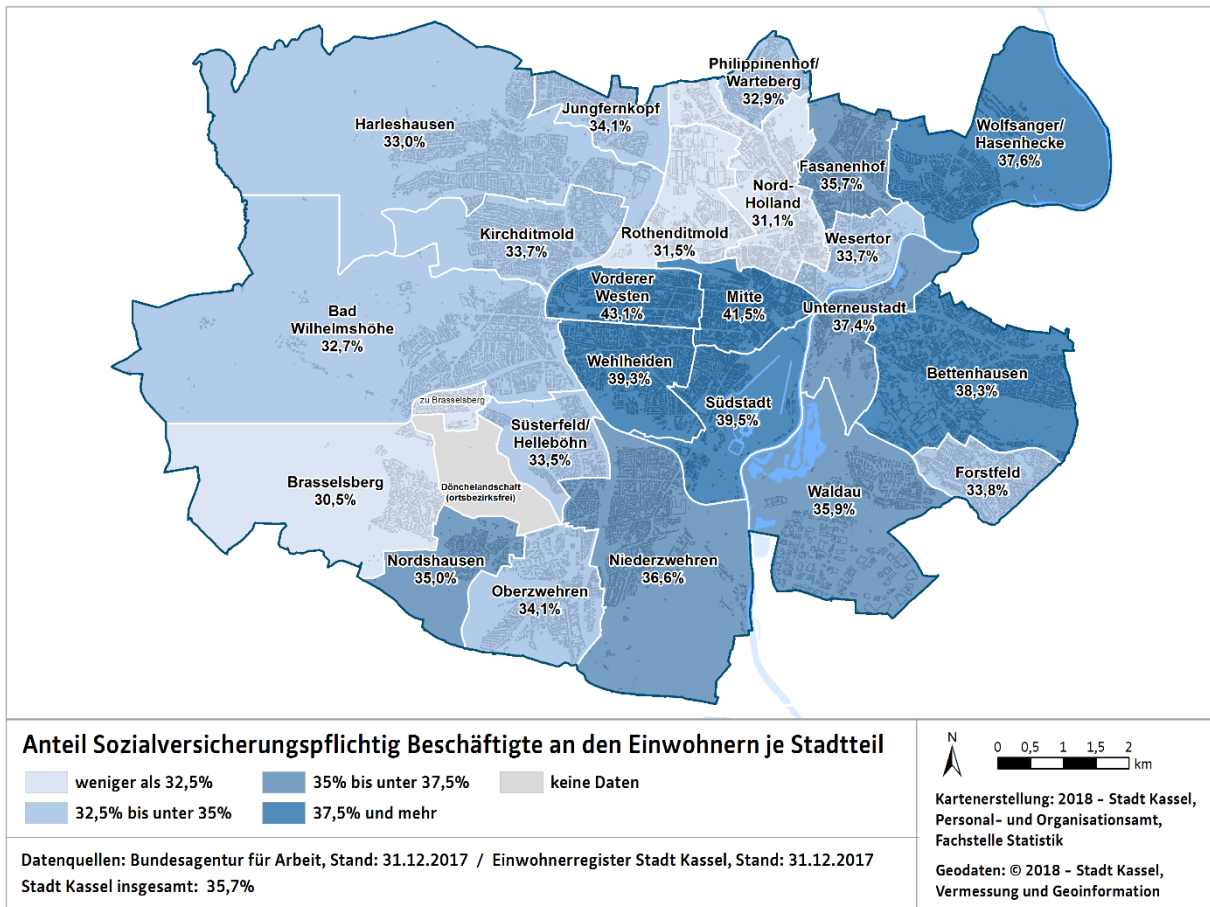 Philippinenhof/
Warteberg
32,9%
Jungfernkopf
34,1%
Harleshausen
33,0%
Wolfsanger/
Hasenhecke
37,6%
Fasanenhof
35,7%
Nord-
Holland
31,1%
Kirchditmold
33,7%
Rothenditmold
31,5%
Wesertor
33,7%
Vorderer
Westen
43,1%
Mitte
41,5%
Unterneustadt
37,4%
Bad
Wilhelmshöhe
32,7%
Wehlheiden
39,3%
Bettenhausen
38,3%
Südstadt
39,5%
zu Brasselsberg
Süsterfeld/
Helleböhn
33,5%
Forstfeld
33,8%
Brasselsberg
30,5%
Dönchelandschaft
(ortsbezirksfrei)
Waldau
35,9%
Nordshausen
35,0%
Niederzwehren
36,6%
Oberzwehren
34,1%
Anteil Sozialversicherungspflichtig Beschäftigte an den Einwohnern je Stadtteil
weniger als 32,5%
35% bis unter 37,5%
keine Daten
32,5% bis unter 35%
37,5% und mehr
Datenquellen: Bundesagentur für Arbeit, Stand: 31.12.2017 / Einwohnerregister Stadt Kassel, Stand: 31.12.2017
Stadt Kassel insgesamt: 35,7%
N
0 0,5 1 1,5 2
km
Kartenerstellung: 2018 - Stadt Kassel,
Personal- und Organisationsamt,
Fachstelle Statistik
Geodaten: © 2018 - Stadt Kassel,
Vermessung und Geoinformation